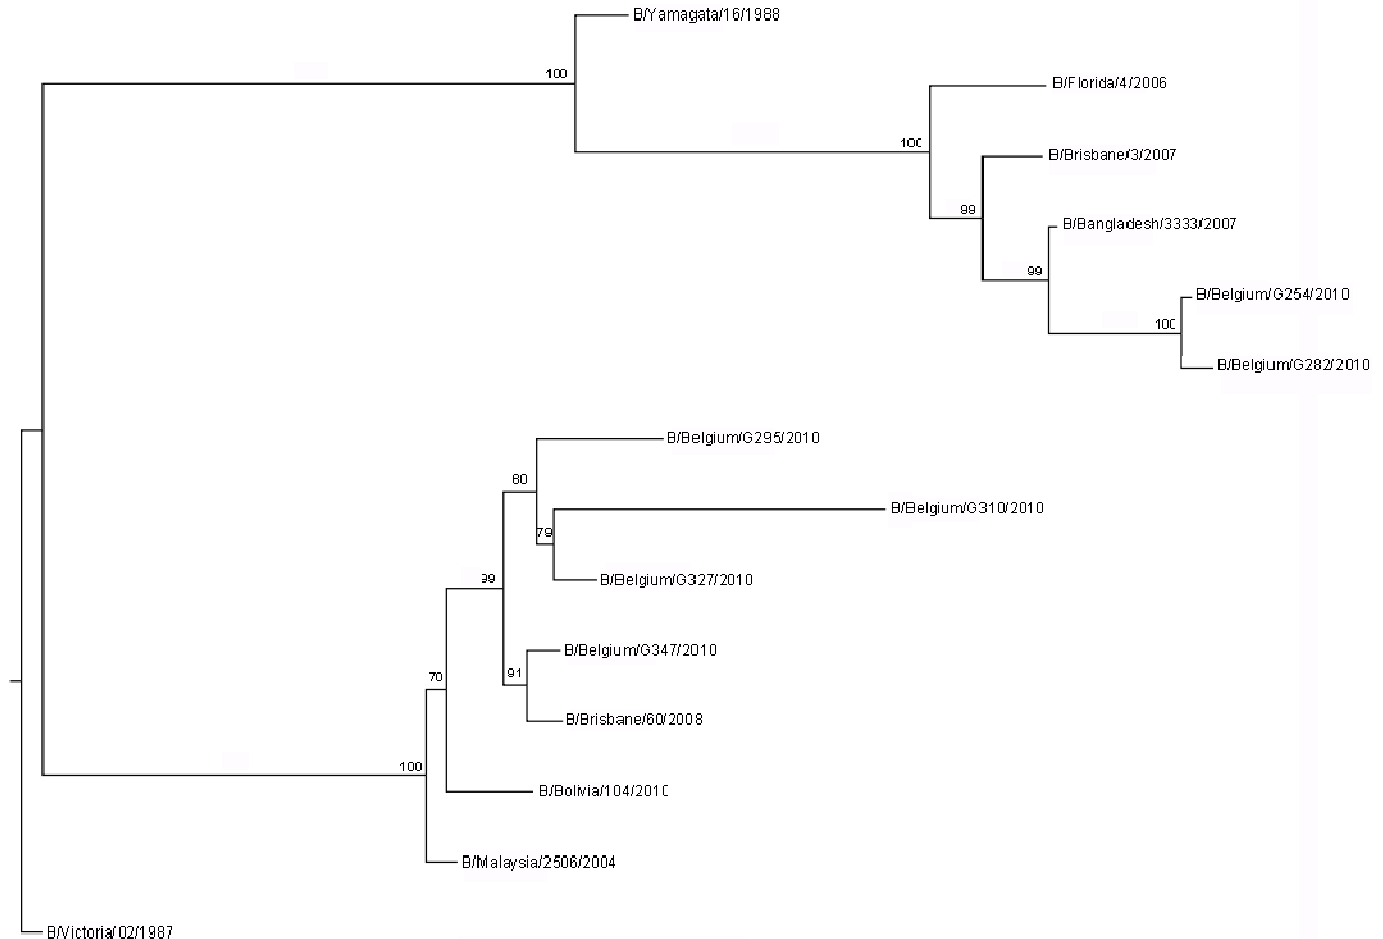 B/Yamagata/16/1988
100
B/Florida/4/2006
100
B/Brisbane/3/2007
99
B/Bangladesh/3333/2007
99
B/Belgium/G254/2010
100
B/Belgium/G282/2010
B/Belgium/G295/2010
60
B/Belgium/G310/2010
79
B/Belgium/G327/2010
99
B/Belgium/G347/2010
91
70
B/Brisbane/60/2008
100
B/Bolivia/104/2010
B/Malaysia/2506/2004
B/Victoria/02/1987